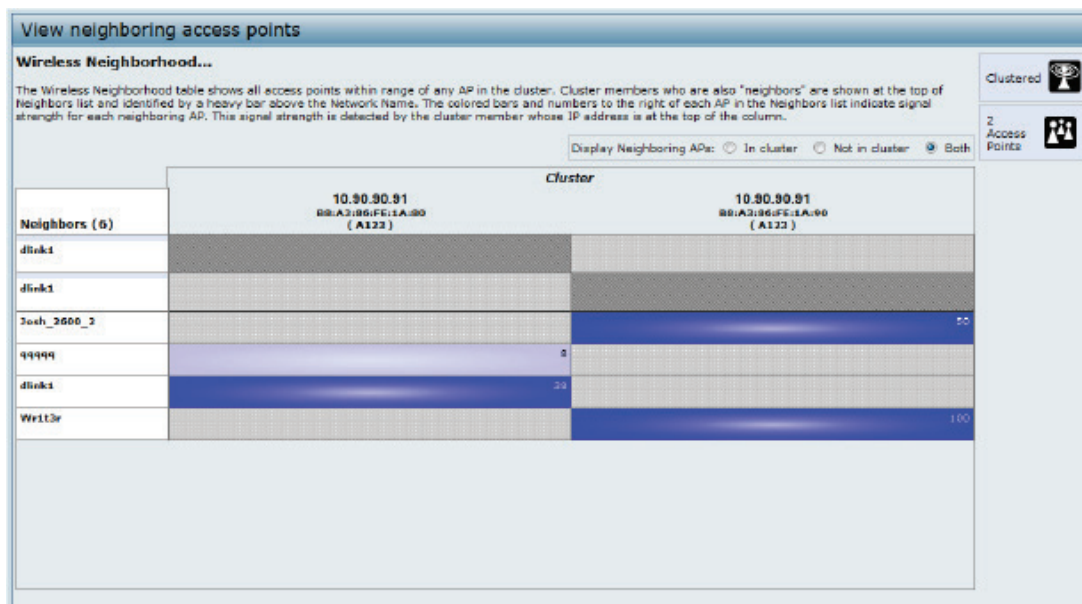 View neighboring access points
Wireless Neighborhood...
The Wireless Neighborhood table shows all access points within range of any AP in the cluster. Cluster members who are also "neighbors" are shown at the top of
Neighbors list and identified by a heavy bar above the Network Name. The colored bars and numbers to the right of each AP in the Neighbors list indicate signal
strength for each neighboring AP. This signal strength is detected by the cluster member whose IP address is at the top of the column.
Clustered
2
Access
Points
Display Neighboring APs: In cluster Not in cluster Both
Cluster
Neighbors (6)
10.90.90.91
(A123)
10.90.90.91
(A123)
dlink1
dlink1
Josh_2600_2
qqqqq
8
dlink1
Wr1t3r
100